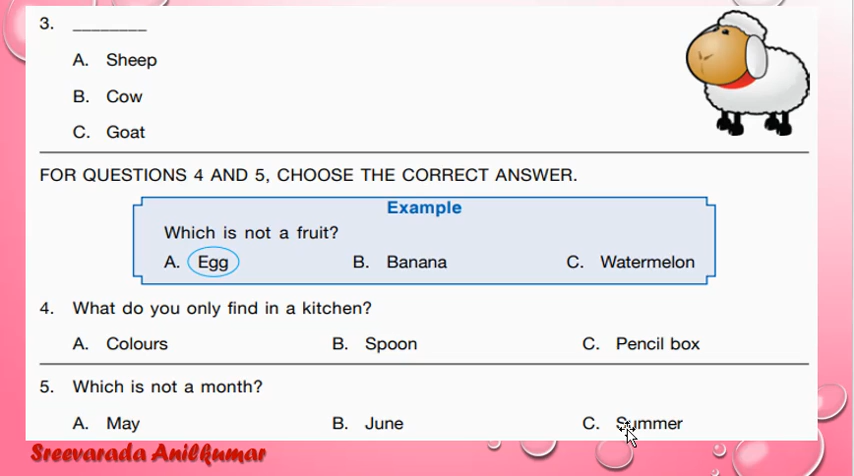 3. ________
A. Sheep
B. Cow
C. Goat
FOR QUESTIONS 4 AND 5, CHOOSE THE CORRECT ANSWER.
Example
Which is not a fruit?
A. Egg B. Banana C. Watermelon
4. What do you only find in a kitchen?
A. Colours B. Spoon C. Pencil box
5. Which is not a month?
A. May B. June C. Summer
Sreevarada Anilkumar